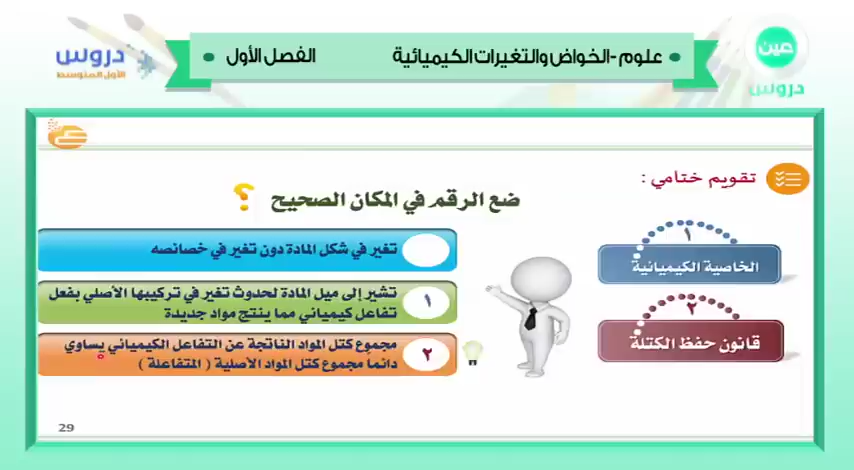 عين
دروس
علوم - الخواض والتغيرات الكيميائية
الفصل الأول
دروس
الأول المتوسط
تقويم ختامي :
ضع الرقم في المكان الصحيح ؟
١
الخاصية الكيميائية
٢
قانون حفظ الكتلة
تغير في شكل المادة دون تغير في خصائصه
١
تشير إلى ميل المادة لحدوث تغير في تركيبها الأصلي بفعل
تفاعل كيميائي مما ينتج مواد جديدة
٢
مجموع كتل المواد الناتجة عن التفاعل الكيميائي يساوي
دائما مجموع كتل المواد الأصلية ( المتفاعلة )
29